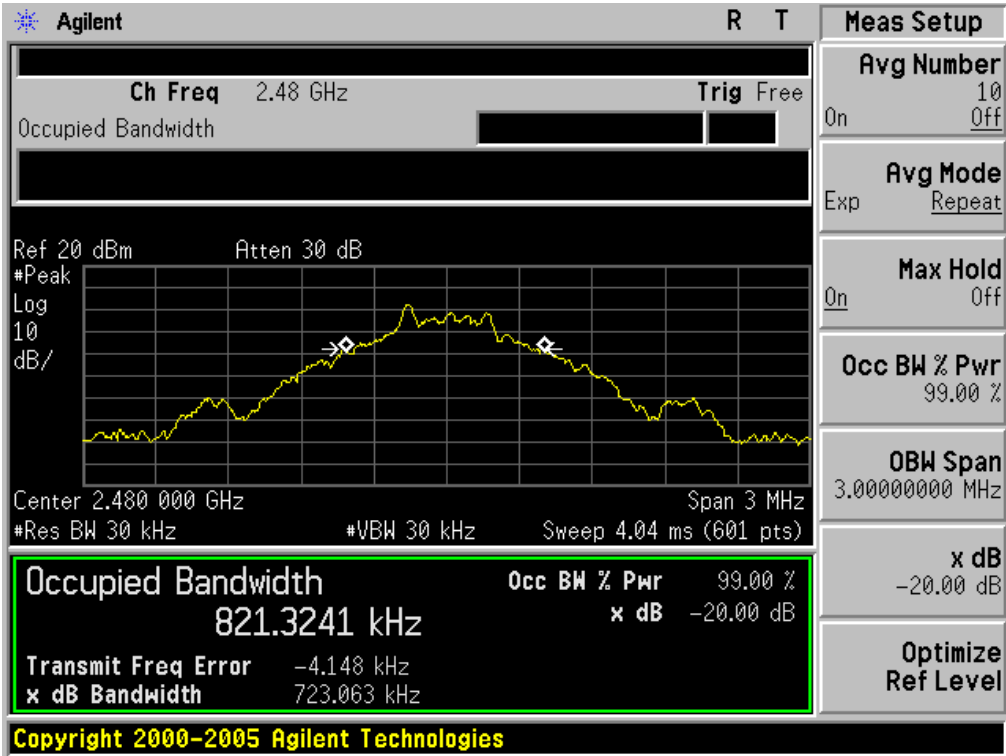 Agilent R T
Ch Freq 2.48 GHz Trig Free
Occupied Bandwidth
Ref 20 dBm Atten 30 dB
#Peak
Log
10
dB/
Center 2.480 000 GHz Span 3 MHz
#Res BW 30 kHz #VBW 30 kHz Sweep 4.04 ms (601 pts)
Occupied Bandwidth Occ BW % Pwr 99.00 %
821.3241 kHz x dB -20.00 dB
Transmit Freq Error -4.148 kHz
x dB Bandwidth 723.063 kHz
Copyright 2000-2005 Agilent Technologies
Meas Setup
Avg Number
10
On Off
Avg Mode
Exp Repeat
Max Hold
On Off
Occ BW % Pwr
99.00 %
OBW Span
3.00000000 MHz
x dB
-20.00 dB
Optimize
Ref Level